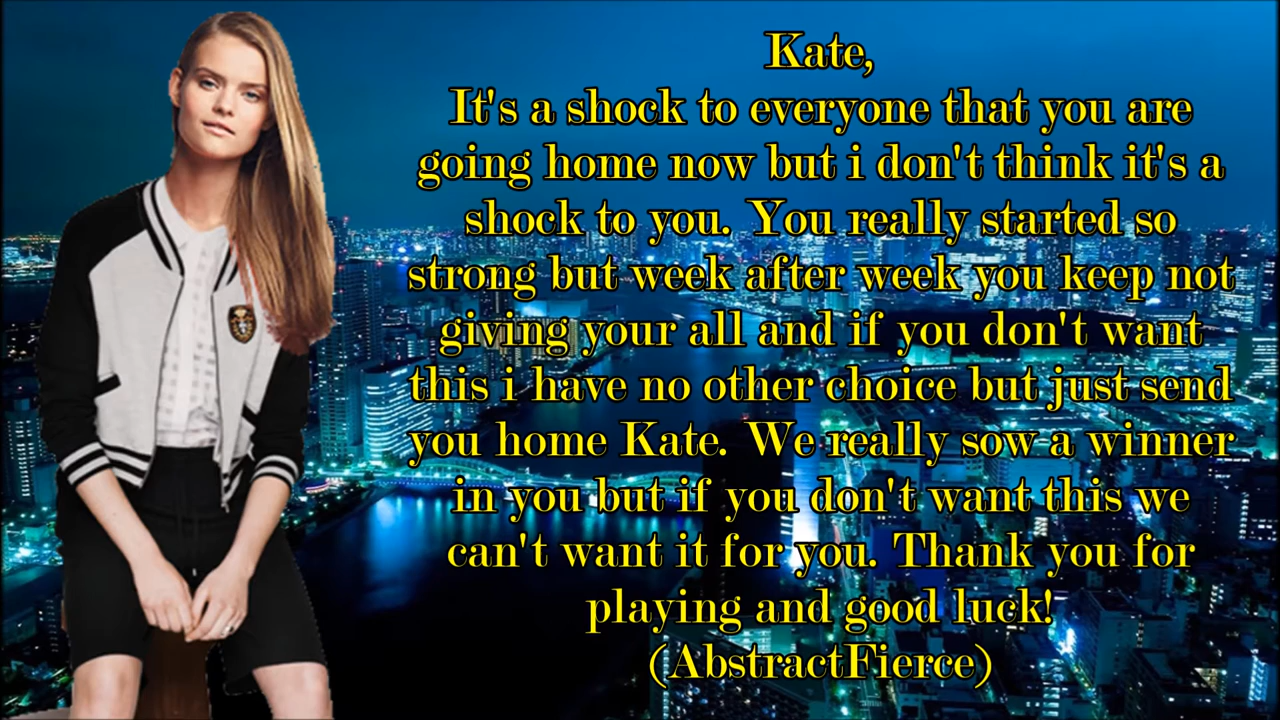 Kate,
It's a shock to everyone that you are
going home now but i don't think it's a
shock to you. You really started so
strong but week after week you keep not
giving your all and if you don't want
this i have no other choice but just send
you home Kate. We really sow a winner
in you but if you don't want this we
can't want it for you. Thank you for
playing and good luck!
(AbstractFierce)